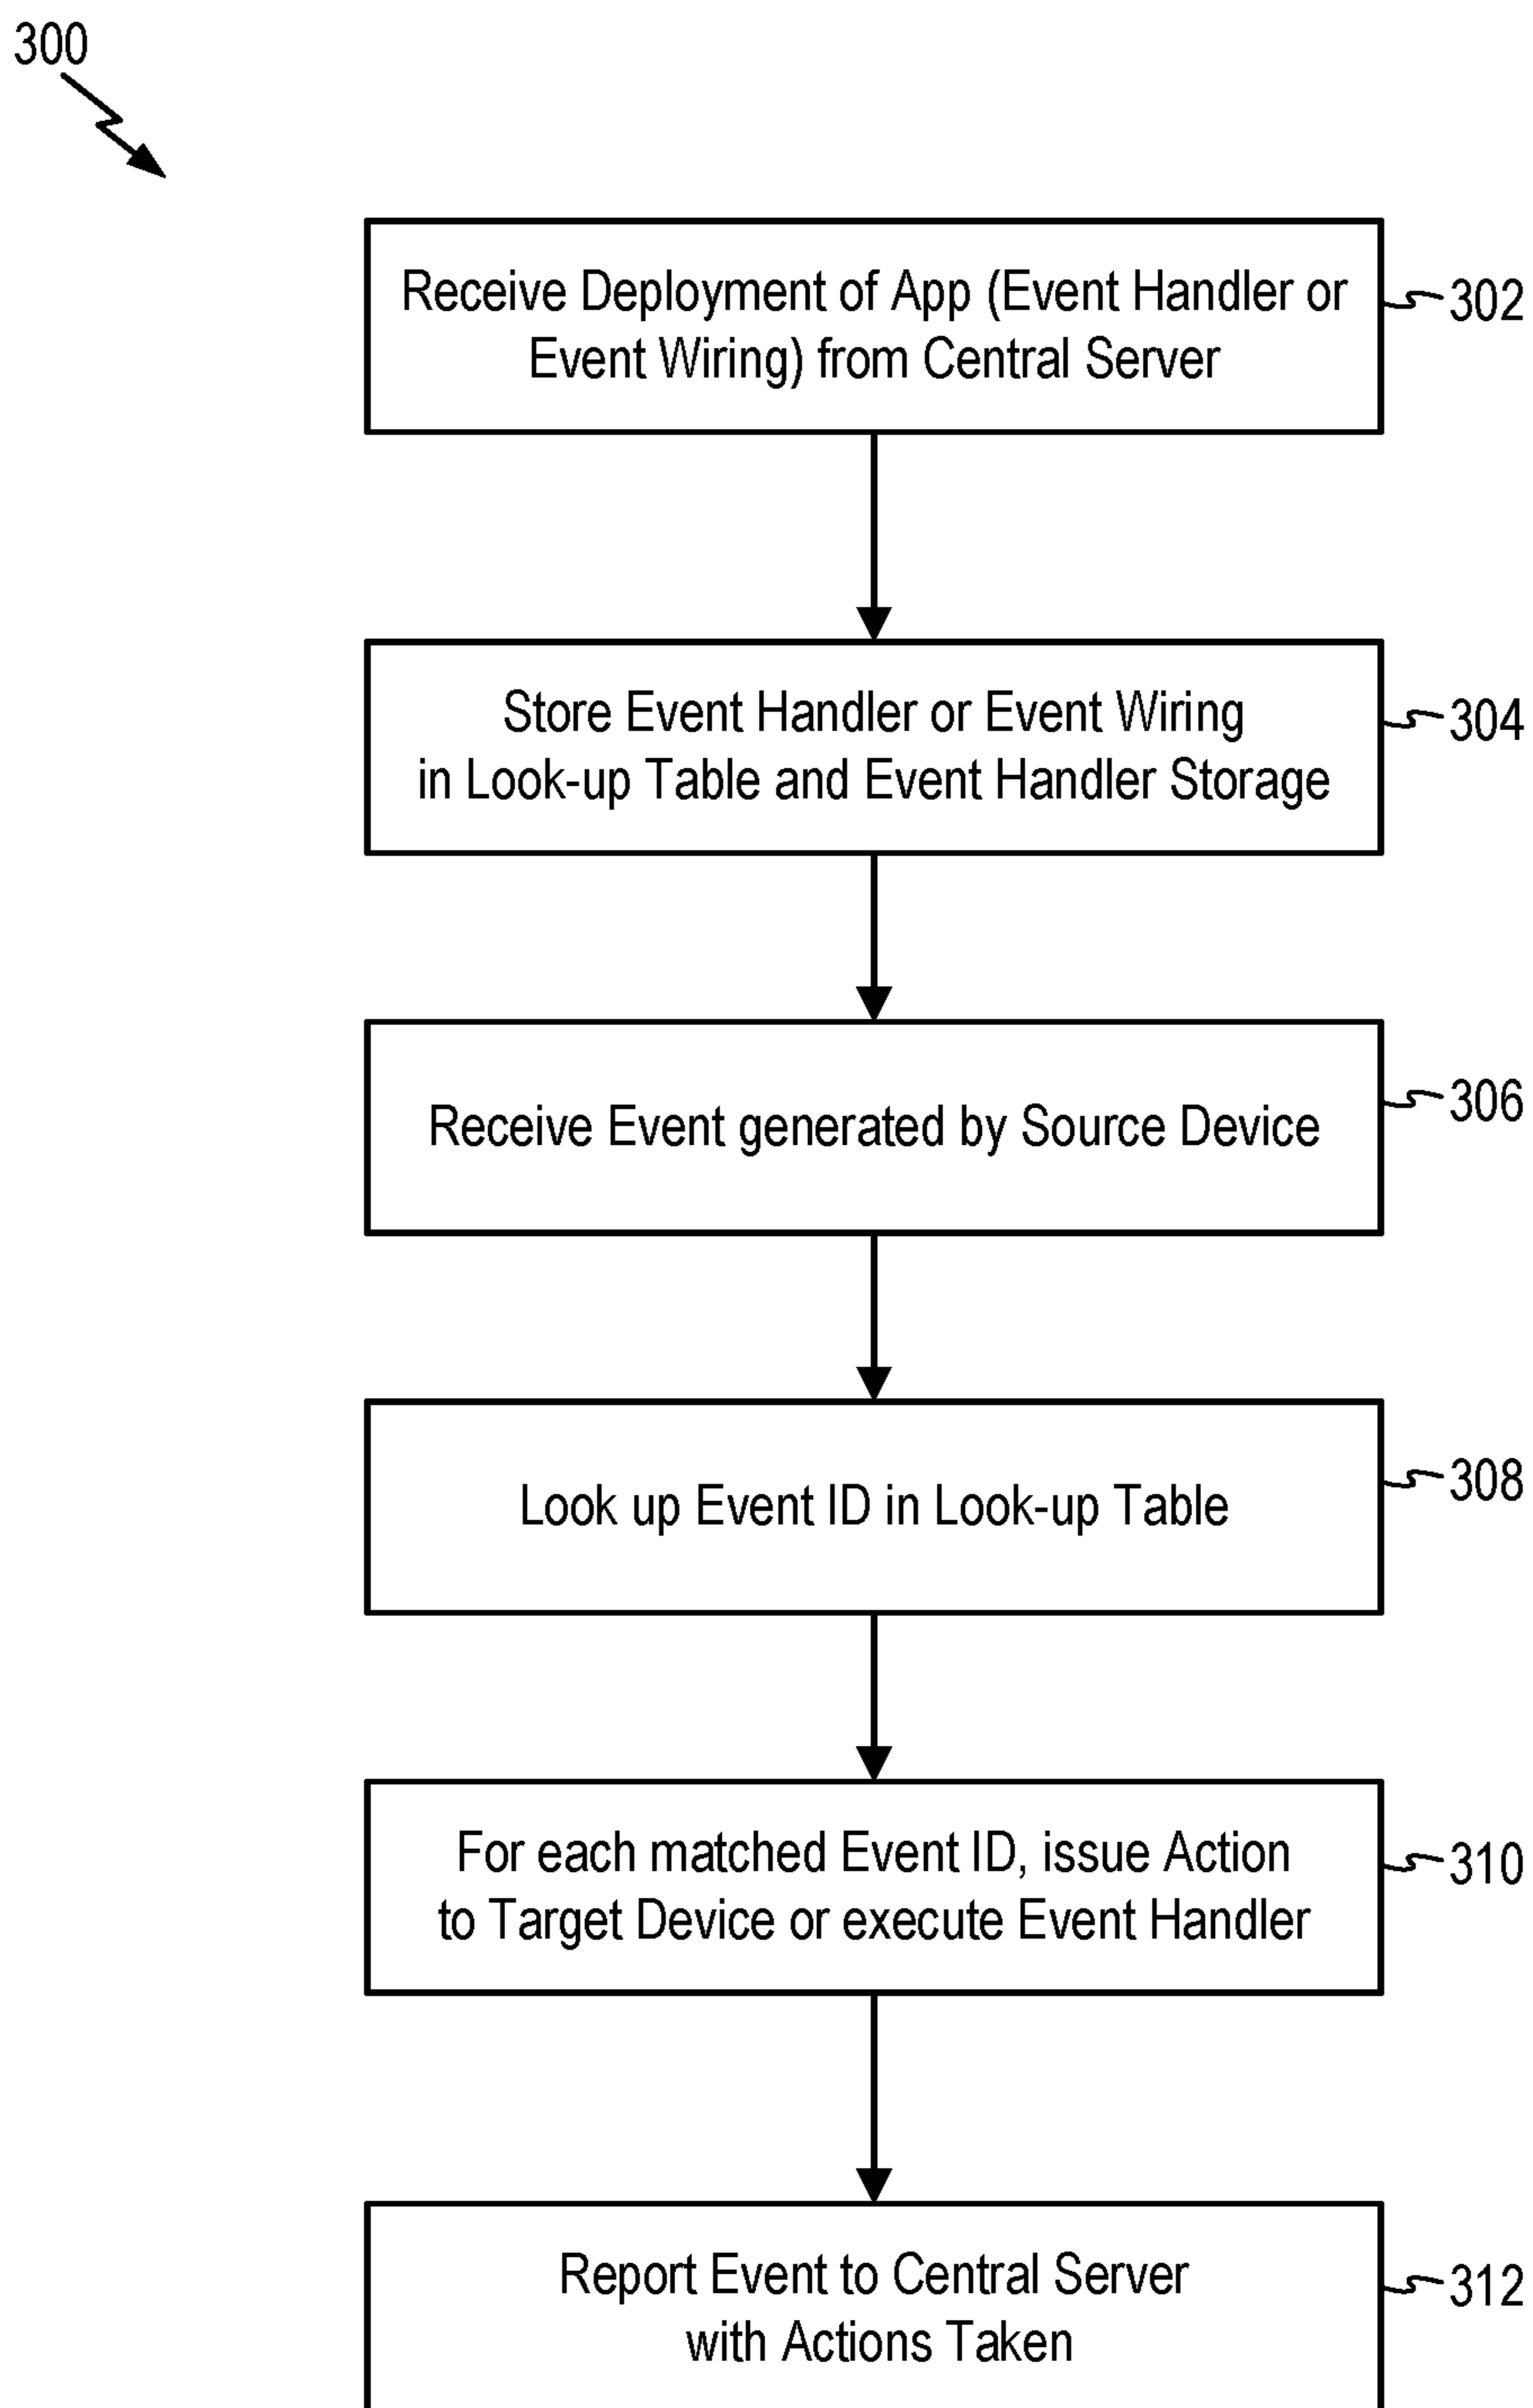 300
Receive Deployment of App (Event Handler or
Event Wiring) from Central Server
302
Store Event Handler or Event Wiring
in Look-up Table and Event Handler Storage
304
Receive Event generated by Source Device
306
Look up Event ID in Look-up Table
308
For each matched Event ID, issue Action
to Target Device or execute Event Handler
310
Report Event to Central Server
with Actions Taken
312